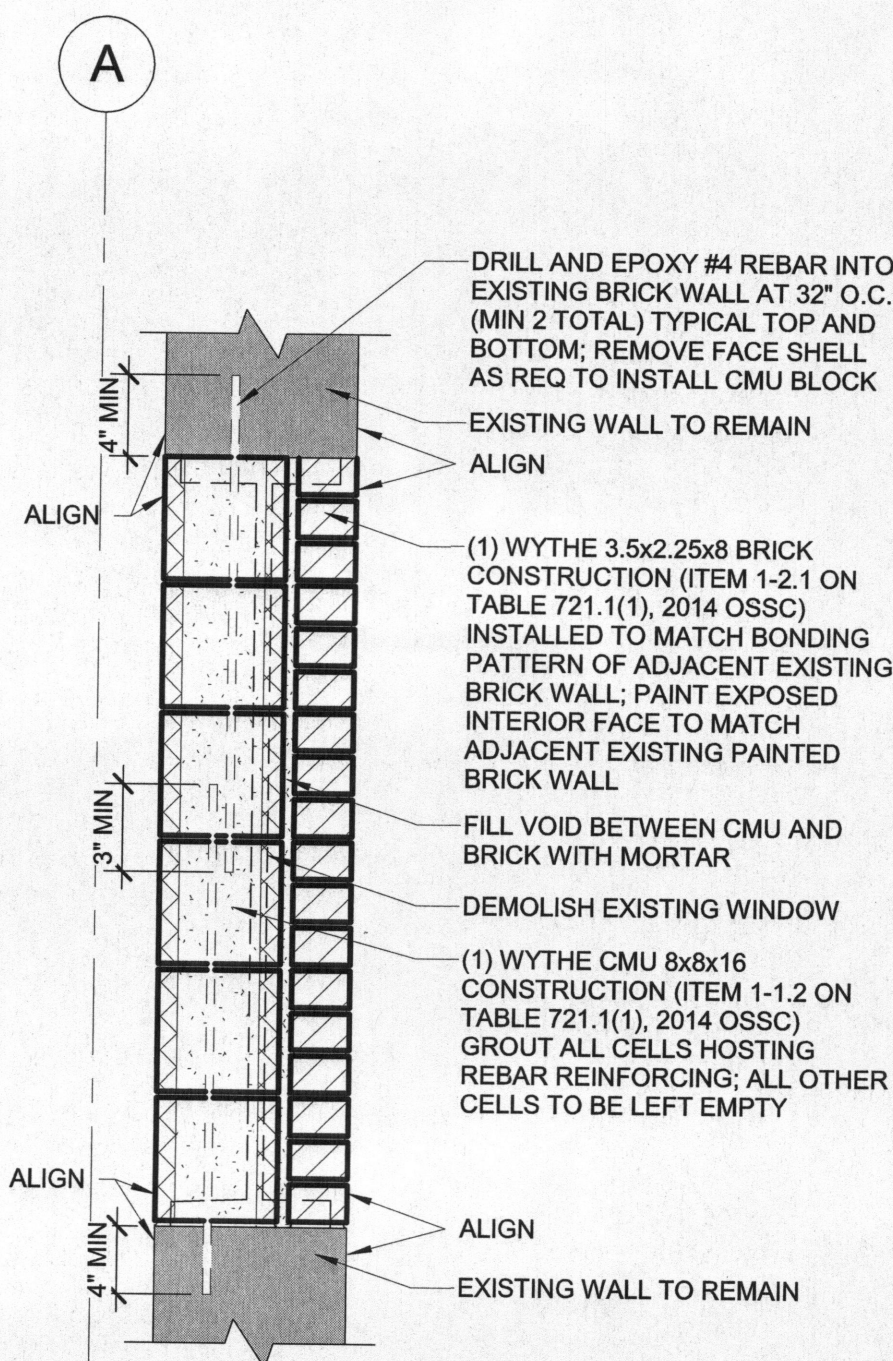 A
DRILL AND EPOXY #4 REBAR INTO
EXISTING BRICK WALL AT 32" O.C.
(MIN 2 TOTAL) TYPICAL TOP AND
BOTTOM; REMOVE FACE SHELL
AS REQ TO INSTALL CMU BLOCK
4" MIN
EXISTING WALL TO REMAIN
ALIGN
ALIGN
(1) WYTHE 3.5x2.25x8 BRICK
CONSTRUCTION (ITEM 1-2.1 ON
TABLE 721.1(1), 2014 OSSC)
INSTALLED TO MATCH BONDING
PATTERN OF ADJACENT EXISTING
BRICK WALL; PAINT EXPOSED
INTERIOR FACE TO MATCH
ADJACENT EXISTING PAINTED
BRICK WALL
3" MIN
FILL VOID BETWEEN CMU AND
BRICK WITH MORTAR
DEMOLISH EXISTING WINDOW
(1) WYTHE CMU 8x8x16
CONSTRUCTION (ITEM 1-1.2 ON
TABLE 721.1(1), 2014 OSSC)
GROUT ALL CELLS HOSTING
REBAR REINFORCING; ALL OTHER
CELLS TO BE LEFT EMPTY
ALIGN
ALIGN
4" MIN
EXISTING WALL TO REMAIN